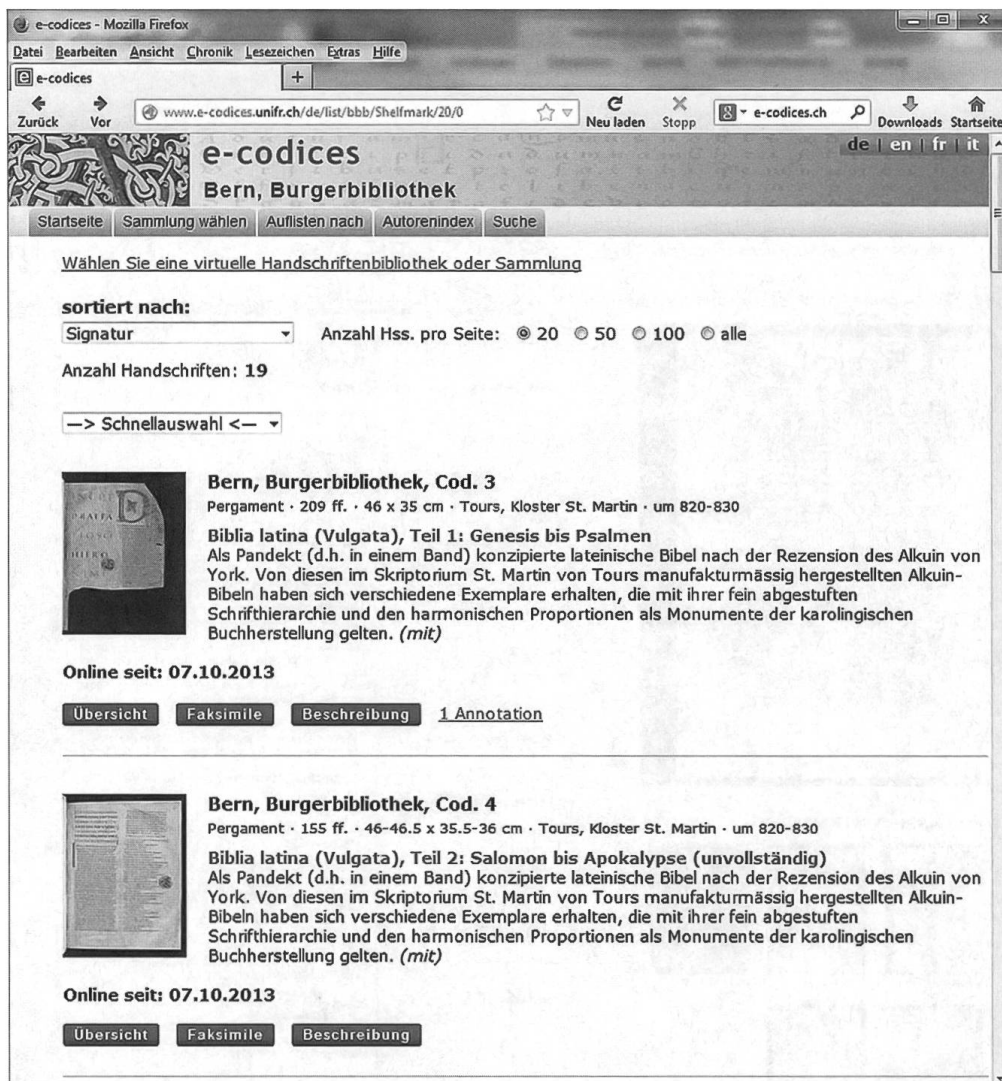 e-codices - Mozilla Firefox
Datei Bearbeiten Ansicht Chronik Lesezeichen Extras Hilfe
e-codices +
Zurück Vor www.e-codices.unifr.ch/de/list/bbb/Shelfmark/20/0 Neu laden Stopp e-codices.ch Downloads Startseite
de | en | fr | it
e-codices
Bern, Burgerbibliothek
Startseite Sammlung wählen Auflisten nach Autorenindex Suche
Wählen Sie eine virtuelle Handschriftenbibliothek oder Sammlung
sortiert nach:
Signatur Anzahl Hss. pro Seite: 20 50 100 alle
Anzahl Handschriften: 19
—> Schnellauswahl <—
Bern, Burgerbibliothek, Cod. 3
Pergament · 209 ff. · 46 x 35 cm · Tours, Kloster St. Martin · um 820-830
Biblia latina (Vulgata), Teil 1: Genesis bis Psalmen
Als Pandekt (d.h. in einem Band) konzipierte lateinische Bibel nach der Rezension des Alkuin von
York. Von diesen im Skriptorium St. Martin von Tours manufakturmässig hergestellten Alkuin-
Bibeln haben sich verschiedene Exemplare erhalten, die mit ihrer fein abgestuften
Schrifthierarchie und den harmonischen Proportionen als Monumente der karolingischen
Buchherstellung gelten. (mit)
Online seit: 07.10.2013
Übersicht Faksimile Beschreibung 1 Annotation
Bern, Burgerbibliothek, Cod. 4
Pergament · 155 ff. · 46-46.5 x 35.5-36 cm · Tours, Kloster St. Martin · um 820-830
Biblia latina (Vulgata), Teil 2: Salomon bis Apokalypse (unvollständig)
Als Pandekt (d.h. in einem Band) konzipierte lateinische Bibel nach der Rezension des Alkuin von
York. Von diesen im Skriptorium St. Martin von Tours manufakturmässig hergestellten Alkuin-
Bibeln haben sich verschiedene Exemplare erhalten, die mit ihrer fein abgestuften
Schrifthierarchie und den harmonischen Proportionen als Monumente der karolingischen
Buchherstellung gelten. (mit)
Online seit: 07.10.2013
Übersicht Faksimile Beschreibung